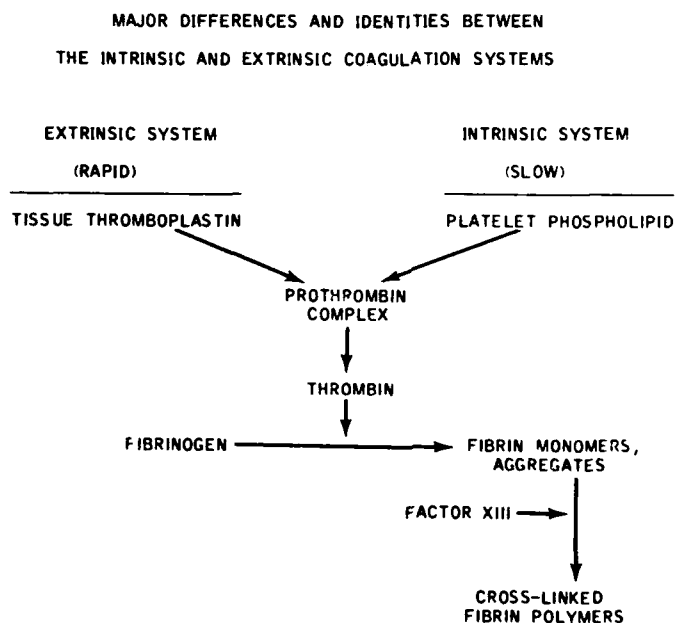 MAJOR DIFFERENCES AND IDENTITIES BETWEEN
THE INTRINSIC AND EXTRINSIC COAGULATION SYSTEMS
EXTRINSIC SYSTEM
(RAPID)
TISSUE THROMBOPLASTIN
INTRINSIC SYSTEM
(SLOW)
PLATELET PHOSPHOLIPID
PROTHROMBIN
COMPLEX
THROMBIN
FIBRINOGEN
FIBRIN MONOMERS,
AGGREGATES
FACTOR XIII
CROSS-LINKED
FIBRIN POLYMERS